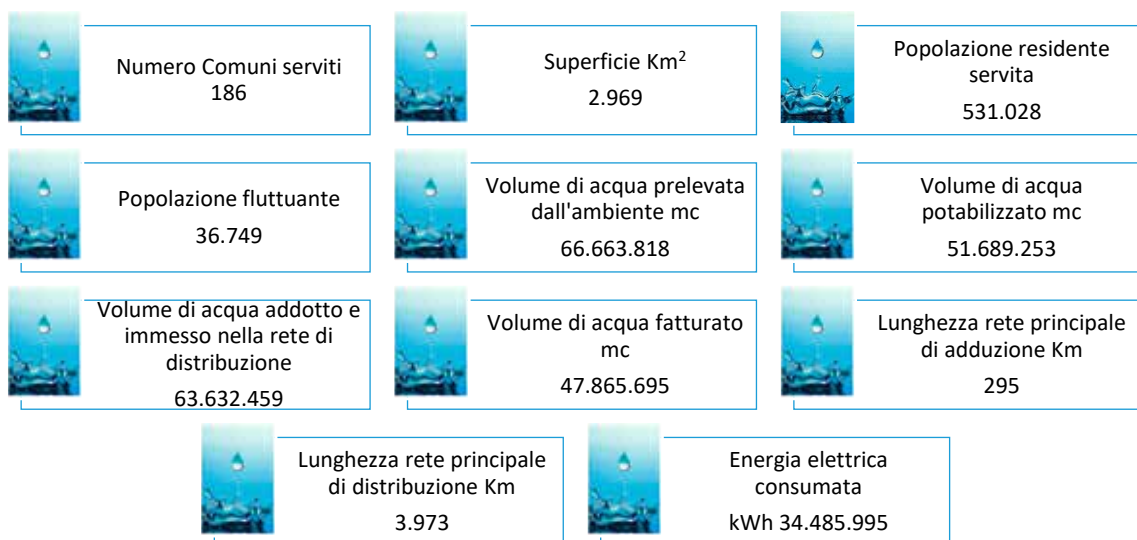 Numero Comuni serviti
186
Superficie Km²
2.969
Popolazione residente
servita
531.028
Popolazione fluttuante
36.749
Volume di acqua prelevata
dall'ambiente mc
66.663.818
Volume di acqua
potabilizzato mc
51.689.253
Volume di acqua addotto e
immesso nella rete di
distribuzione
63.632.459
Volume di acqua fatturato
mc
47.865.695
Lunghezza rete principale
di adduzione Km
295
Lunghezza rete principale
di distribuzione Km
3.973
Energia elettrica
consumata
kWh 34.485.995